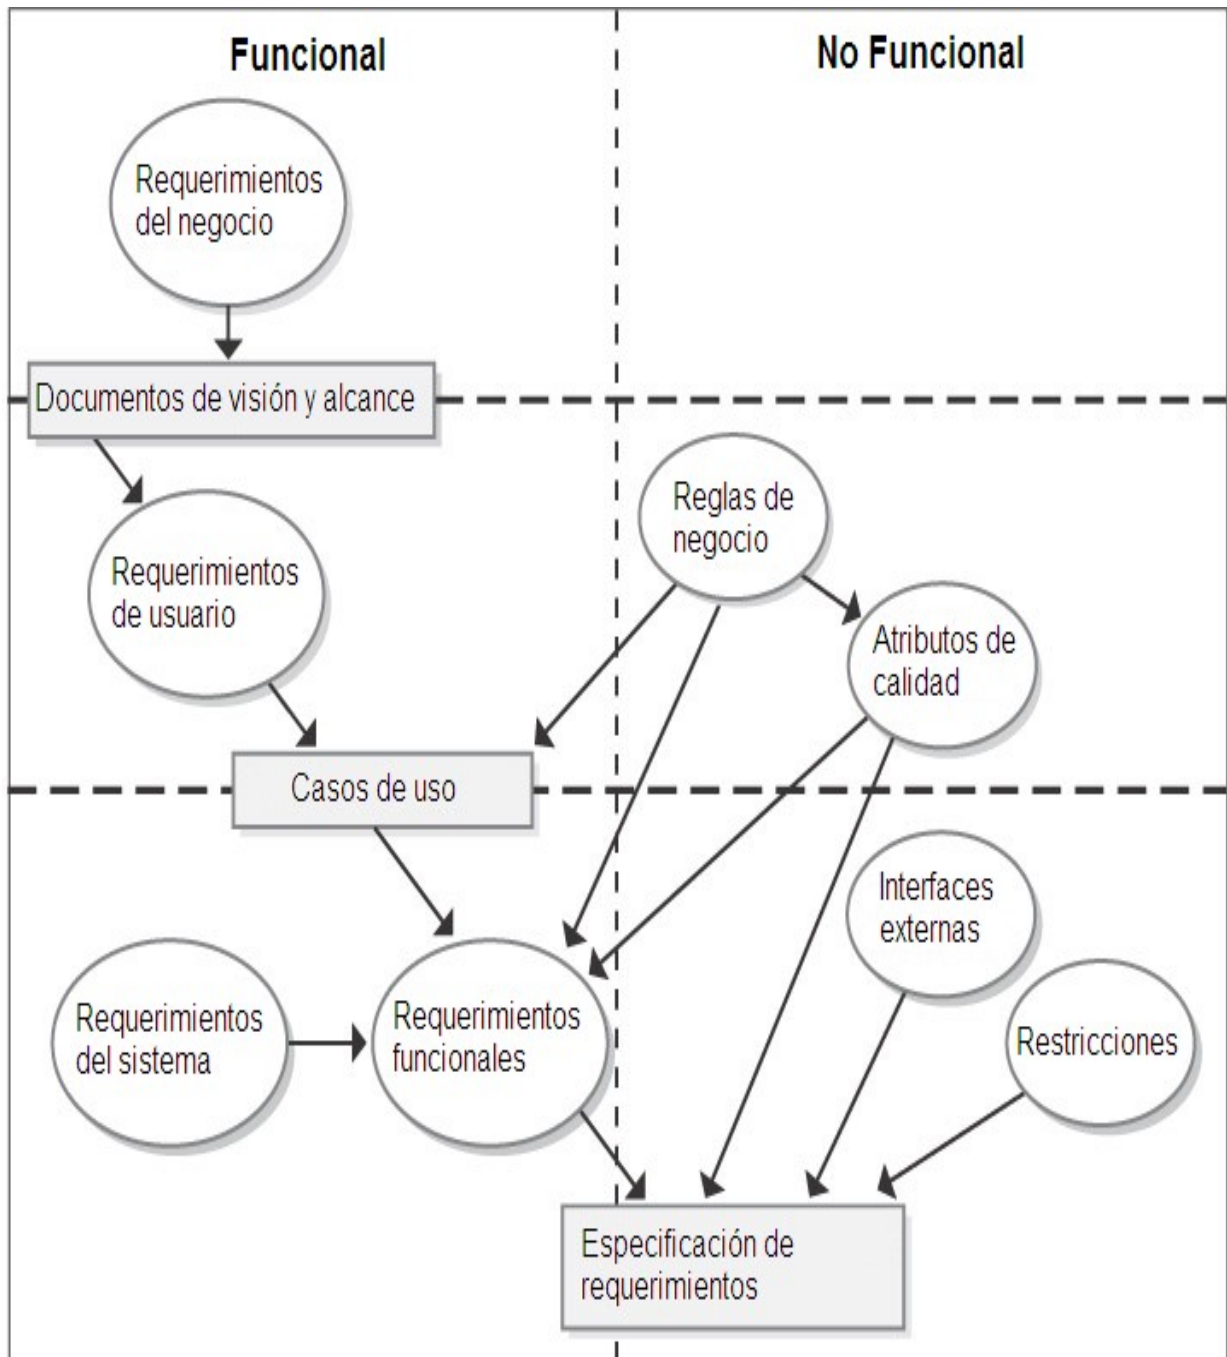 Funcional
No Funcional
Requerimientos
del negocio
Documentos de visión y alcance
Reglas de
negocio
Requerimientos
de usuario
Atributos de
calidad
Casos de uso
Interfaces
externas
Requerimientos
del sistema
Requerimientos
funcionales
Restricciones
Especificación de
requerimientos